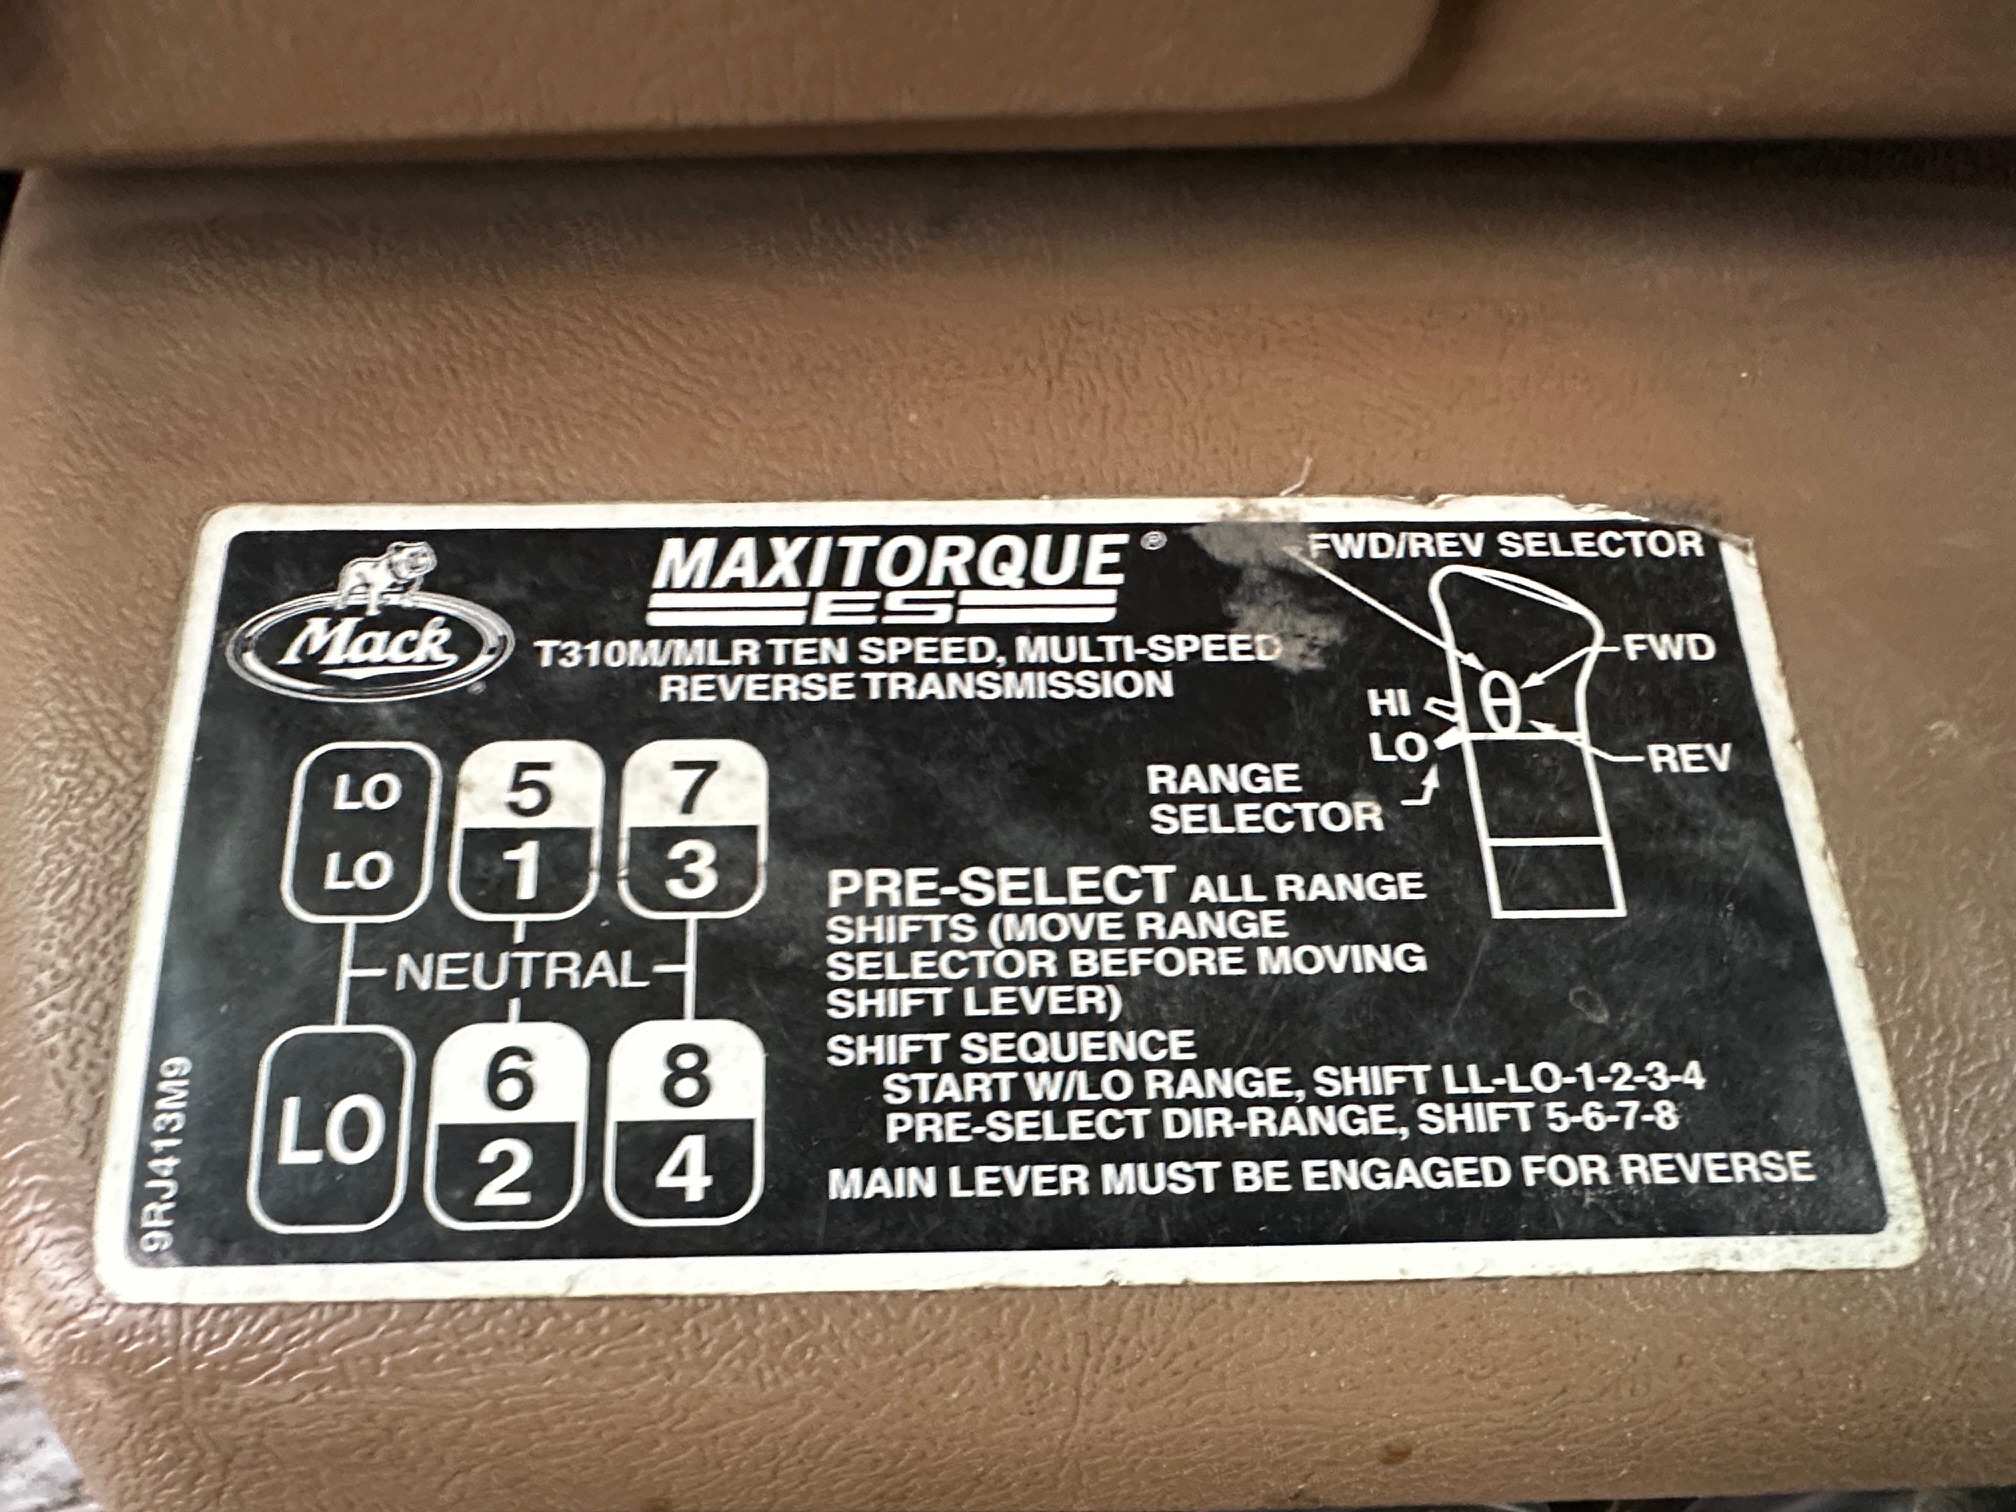 Mack
MAXITORQUE®
ES
T310M/MLR TEN SPEED, MULTI-SPEED
REVERSE TRANSMISSION
FWD/REV SELECTOR
FWD
HI
LO
REV
RANGE
SELECTOR
LO 5 7
LO 1 3
NEUTRAL
LO
6 8
2 4
PRE-SELECT ALL RANGE
SHIFTS (MOVE RANGE
SELECTOR BEFORE MOVING
SHIFT LEVER)
SHIFT SEQUENCE
START W/LO RANGE, SHIFT LL-LO-1-2-3-4
PRE-SELECT DIR-RANGE, SHIFT 5-6-7-8
MAIN LEVER MUST BE ENGAGED FOR REVERSE
9RJ413M9